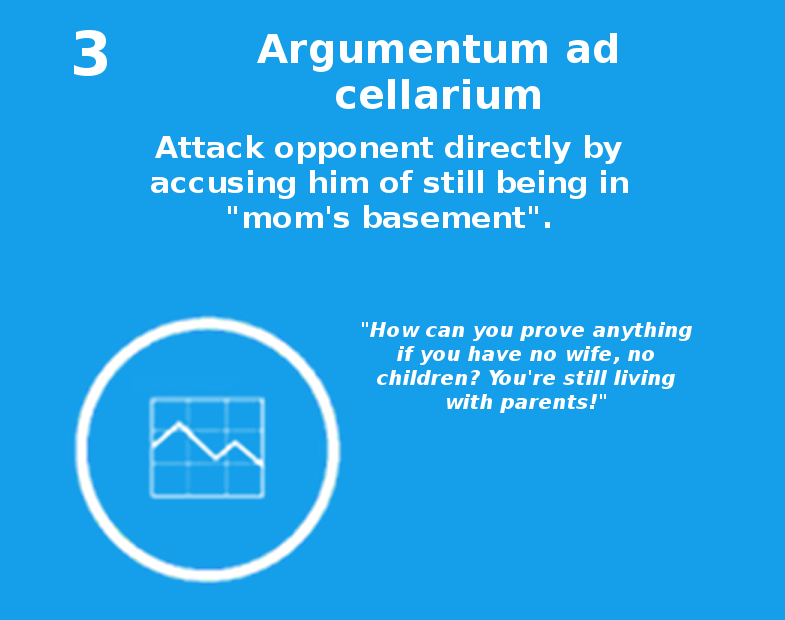 3
Argumentum ad
cellarium
Attack opponent directly by
accusing him of still being in
"mom's basement".
"How can you prove anything
if you have no wife, no
children? You're still living
with parents!"